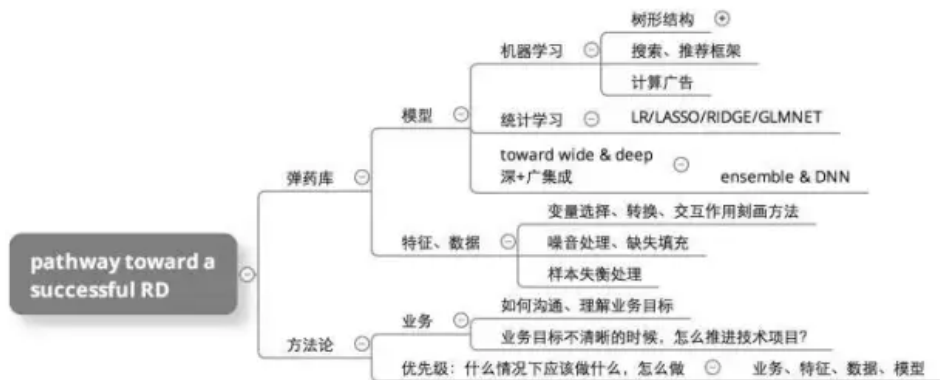 树形结构
机器学习
搜索、推荐框架
计算广告
模型
统计学习
LR/LASSO/RIDGE/GLMNET
toward wide & deep
深+广集成
ensemble & DNN
弹药库
变量选择、转换、交互作用刻画方法
特征、数据
噪音处理、缺失填充
样本失衡处理
pathway toward a
successful RD
如何沟通、理解业务目标
业务
业务目标不清晰的时候，怎么推进技术项目？
方法论
优先级：什么情况下应该做什么，怎么做
业务、特征、数据、模型